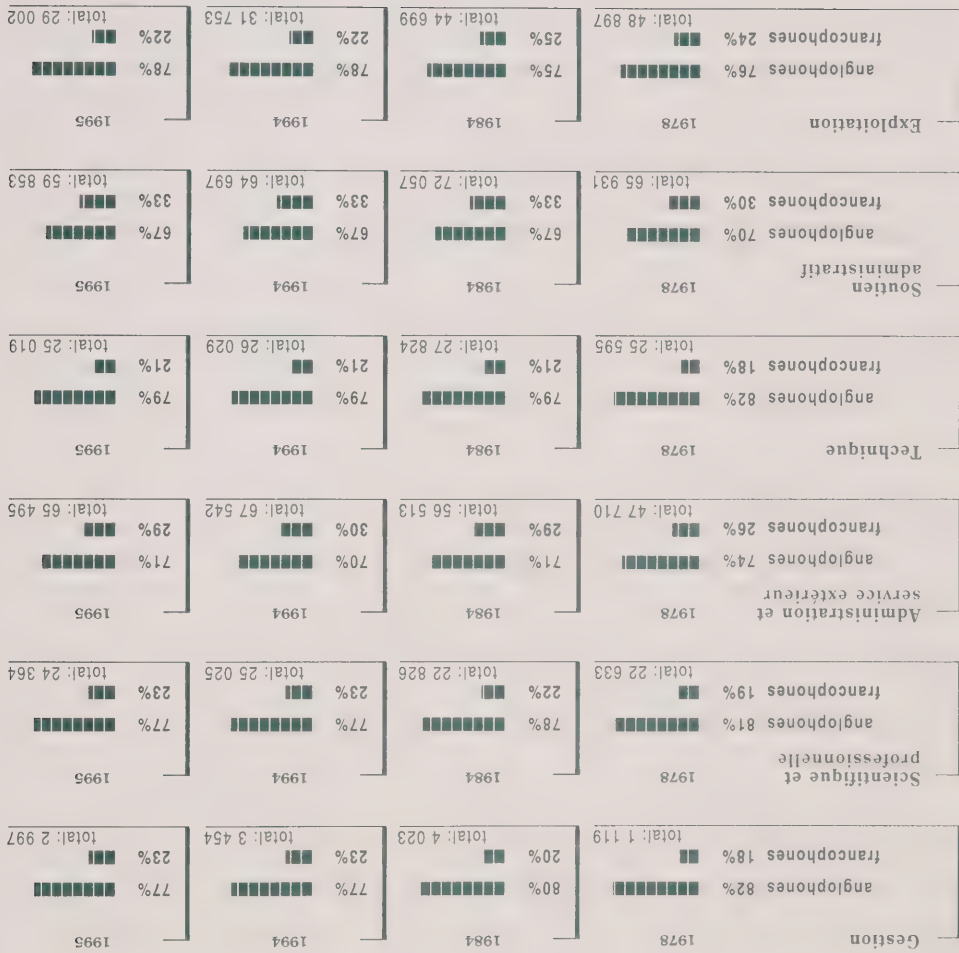 Gestion 1978 1984 1994 1995
anglophones 82% 80% 77% 77%
francophones 18% 20% 23% 23%
total: 1 119 total: 4 023 total: 3 454 total: 2 997
Scientifique et 1978 1984 1994 1995
professionnelle
anglophones 81% 78% 77% 77%
francophones 19% 22% 23% 23%
total: 22 633 total: 22 826 total: 25 025 total: 24 364
Administration et 1978 1984 1994 1995
service extérieur
anglophones 74% 71% 70% 71%
francophones 26% 29% 30% 29%
total: 47 710 total: 56 513 total: 67 542 total: 65 495
Technique 1978 1984 1994 1995
anglophones 82% 79% 79% 79%
francophones 18% 21% 21% 21%
total: 25 595 total: 27 824 total: 26 029 total: 25 019
Soutien 1978 1984 1994 1995
administratif
anglophones 70% 67% 67% 67%
francophones 30% 33% 33% 33%
total: 65 931 total: 72 057 total: 64 697 total: 59 853
Exploitation 1978 1984 1994 1995
anglophones 76% 75% 78% 78%
francophones 24% 25% 22% 22%
total: 48 897 total: 44 699 total: 31 753 total: 29 002